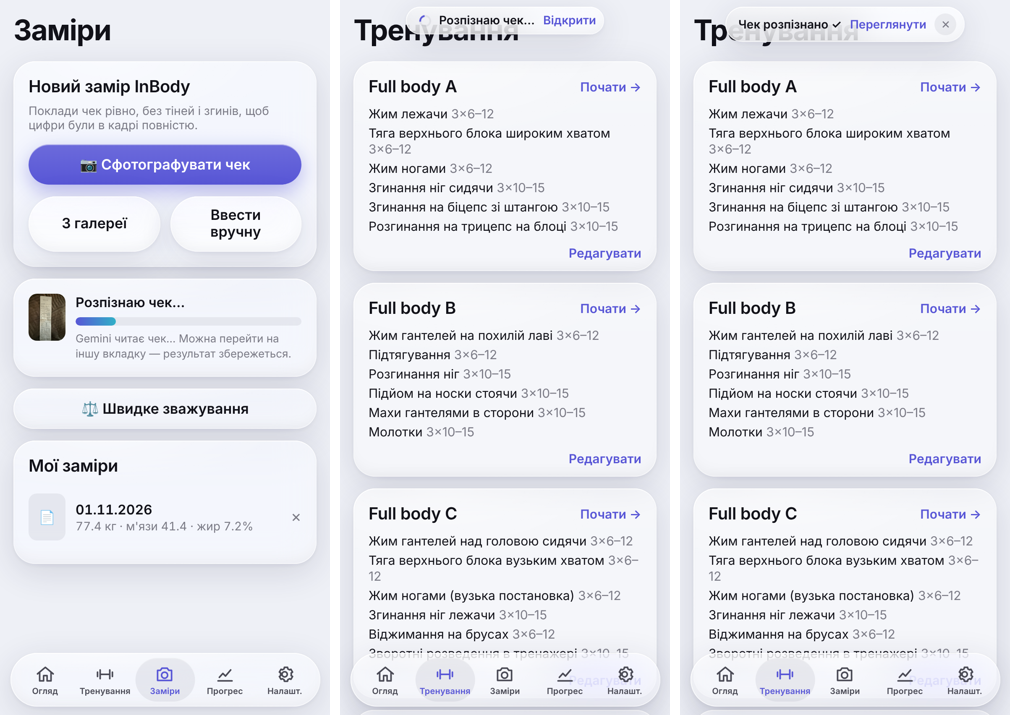 Заміри
Новий замір InBody
Поклади чек рівно, без тіней і згинів, щоб
цифри були в кадрі повністю.
📷 Сфотографувати чек
З галереї
Ввести
вручну
Розпізнаю чек...
Gemini читає чек... Можна перейти на
іншу вкладку — результат збережеться.
⚖️ Швидке зважування
Мої заміри
01.11.2026
77.4 кг · м'язи 41.4 · жир 7.2%
×
Огляд
Тренування
Заміри
Прогрес
Налашт.
Розпізнаю чек... Відкрити
Тренування
Full body A
Почати →
Жим лежачи 3×6–12
Тяга верхнього блока широким хватом
3×6–12
Жим ногами 3×6–12
Згинання ніг сидячи 3×10–15
Згинання на біцепс зі штангою 3×6–12
Розгинання на трицепс на блоці 3×10–15
Редагувати
Full body B
Почати →
Жим гантелей на похилій лаві 3×6–12
Підтягування 3×6–12
Розгинання ніг 3×10–15
Підйом на носки стоячи 3×10–15
Махи гантелями в сторони 3×10–15
Молотки 3×10–15
Редагувати
Full body C
Почати →
Жим гантелей над головою сидячи 3×6–12
Тяга верхнього блока вузьким хватом 3×6–
12
Жим ногами (вузька постановка) 3×6–12
Згинання ніг лежачи 3×10–15
Віджимання на брусах 3×6–12
Зворотні розведення в тренажері 3×10–15
Редагувати
Огляд
Тренування
Заміри
Прогрес
Налашт.
Чек розпізнано ✓ Переглянути ×
Тренування
Full body A
Почати →
Жим лежачи 3×6–12
Тяга верхнього блока широким хватом
3×6–12
Жим ногами 3×6–12
Згинання ніг сидячи 3×10–15
Згинання на біцепс зі штангою 3×6–12
Розгинання на трицепс на блоці 3×10–15
Редагувати
Full body B
Почати →
Жим гантелей на похилій лаві 3×6–12
Підтягування 3×6–12
Розгинання ніг 3×10–15
Підйом на носки стоячи 3×10–15
Махи гантелями в сторони 3×10–15
Молотки 3×10–15
Редагувати
Full body C
Почати →
Жим гантелей над головою сидячи 3×6–12
Тяга верхнього блока вузьким хватом 3×6–
12
Жим ногами (вузька постановка) 3×6–12
Згинання ніг лежачи 3×10–15
Віджимання на брусах 3×6–12
Зворотні розведення в тренажері 3×10–15
Редагувати
Огляд
Тренування
Заміри
Прогрес
Налашт.